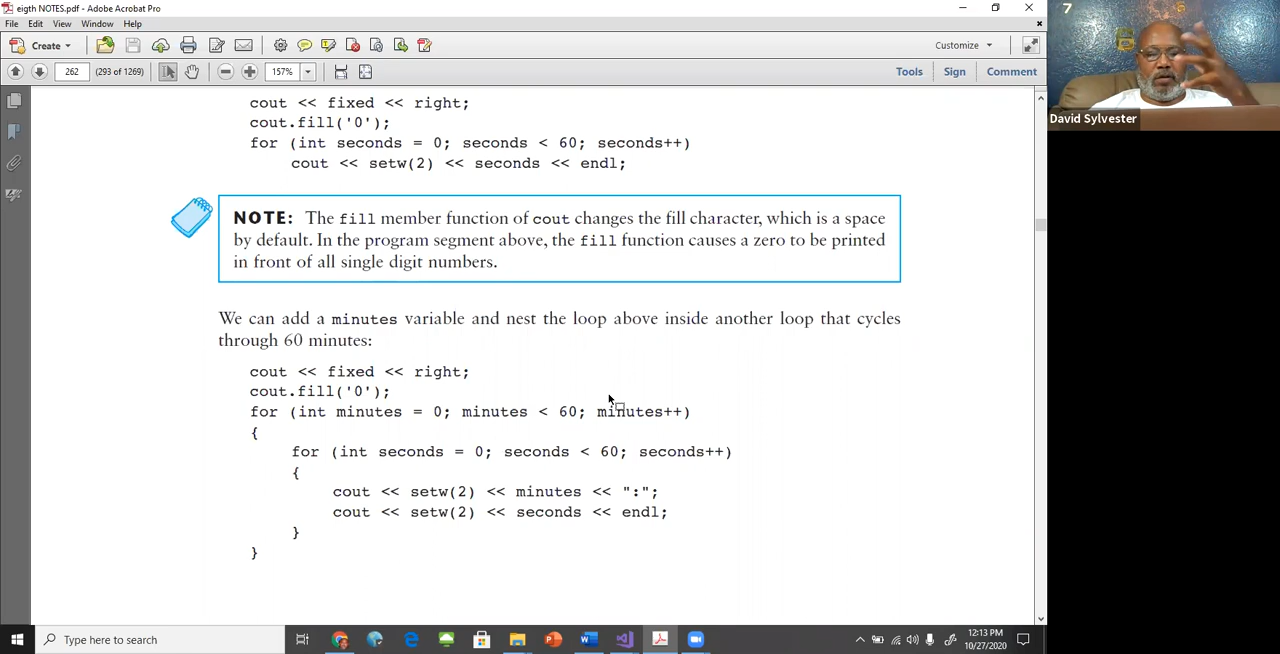 eigth NOTES.pdf - Adobe Acrobat Pro
File Edit View Window Help
Create
Customize
262 (293 of 1269) 157%
Tools Sign Comment
cout << fixed << right;
cout.fill('0');
for (int seconds = 0; seconds < 60; seconds++)
cout << setw(2) << seconds << endl;
NOTE: The fill member function of cout changes the fill character, which is a space
by default. In the program segment above, the fill function causes a zero to be printed
in front of all single digit numbers.
We can add a minutes variable and nest the loop above inside another loop that cycles
through 60 minutes:
cout << fixed << right;
cout.fill('0');
for (int minutes = 0; minutes < 60; minutes++)
{
for (int seconds = 0; seconds < 60; seconds++)
{
cout << setw(2) << minutes << ":";
cout << setw(2) << seconds << endl;
}
}
7
David Sylvester
Type here to search
12:13 PM
10/27/2020